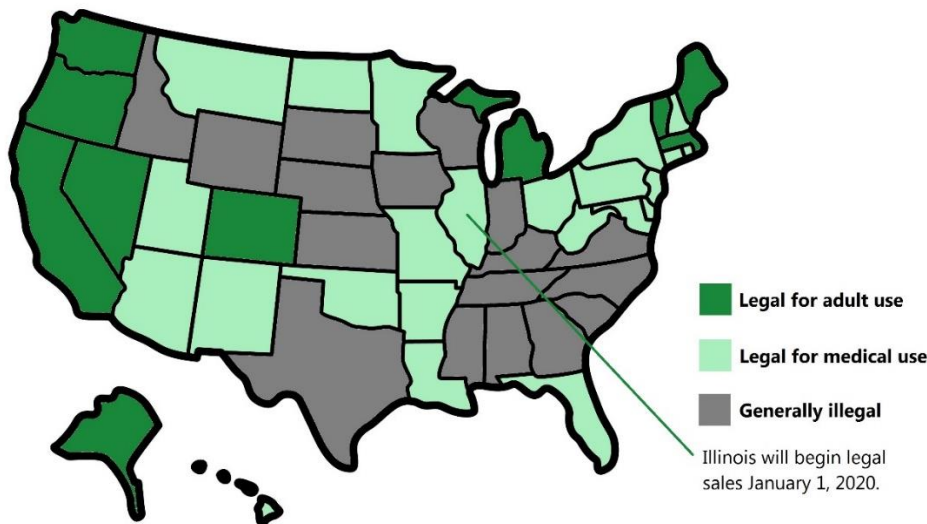 Legal for adult use
Legal for medical use
Generally illegal
Illinois will begin legal
sales January 1, 2020.